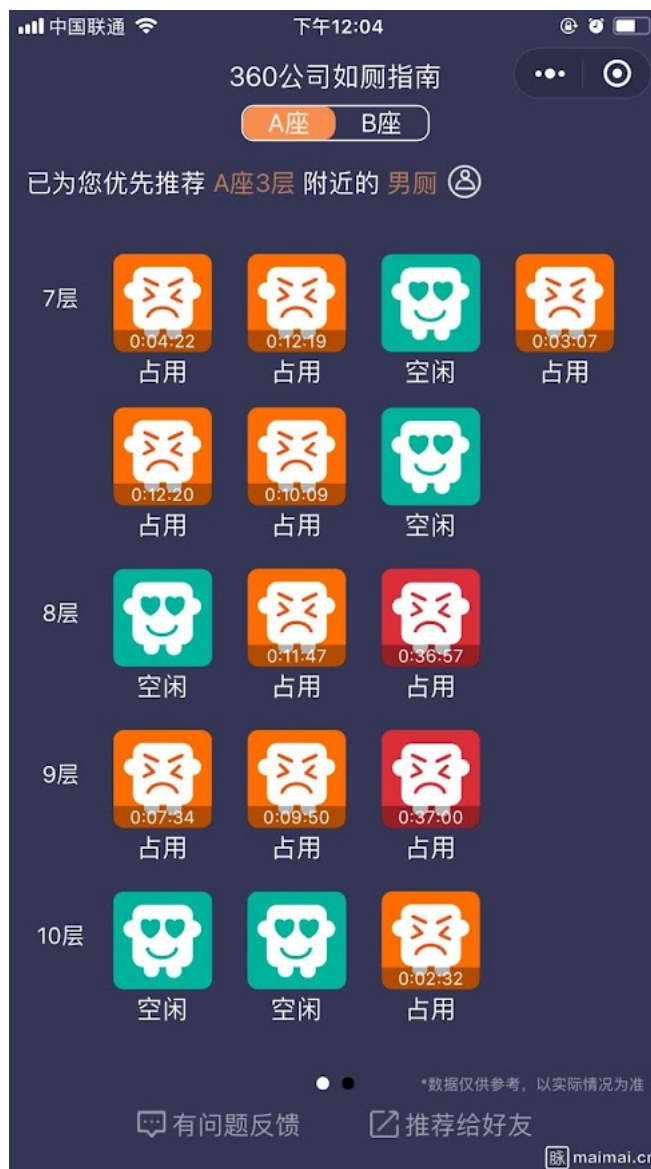 中国联通 下午12:04
360公司如厕指南
A座 B座
已为您优先推荐 A座3层 附近的 男厕
7层 0:04:22 0:12:19 0:03:07
占用 占用 空闲 占用
0:12:20 0:10:09
占用 占用 空闲
8层 0:11:47 0:36:57
空闲 占用 占用
9层 0:07:34 0:09:50 0:37:00
占用 占用 占用
10层 0:02:32
空闲 空闲 占用
*数据仅供参考，以实际情况为准
有问题反馈 推荐给好友
脉 maimai.cn